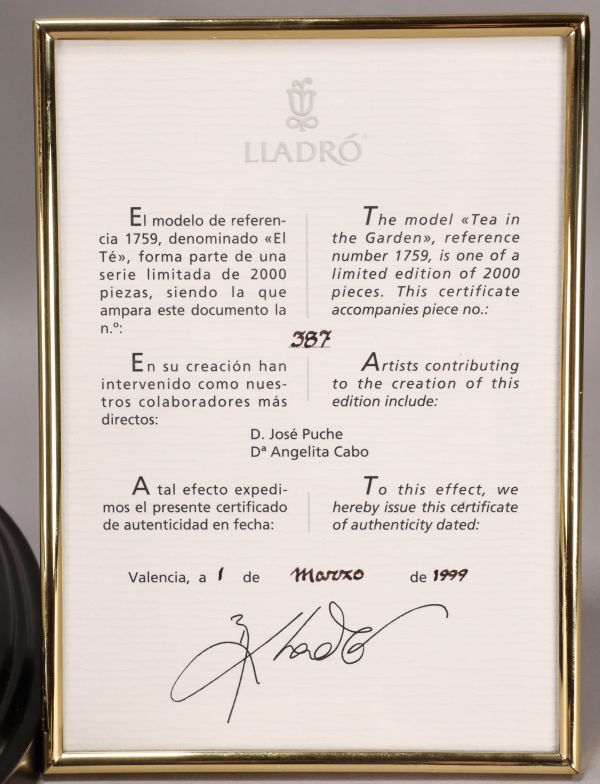 LLADRÓ
El modelo de referen-
cia 1759, denominado «El
Té», forma parte de una
serie limitada de 2000
piezas, siendo la que
ampara este documento la
n.º:
The model «Tea in
the Garden», reference
number 1759, is one of a
limited edition of 2000
pieces. This certificate
accompanies piece no.:
387
En su creación han
intervenido como nues-
tros colaboradores más
directos:
Artists contributing
to the creation of this
edition include:
D. José Puche
Dª Angelita Cabo
A tal efecto expedi-
mos el presente certificado
de autenticidad en fecha:
To this effect, we
hereby issue this certificate
of authenticity dated:
Valencia, a 1 de Marzo de 1999
Lladró